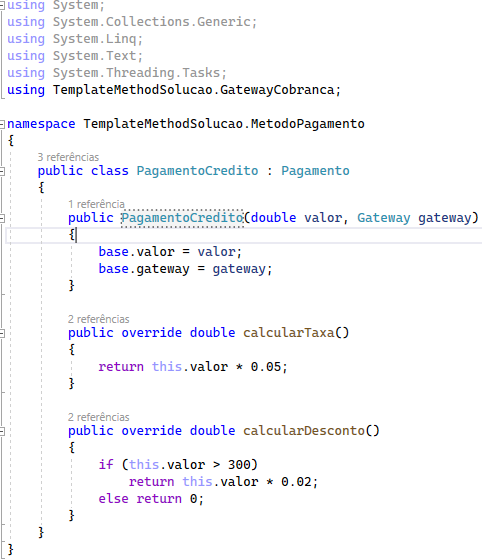 using System;
using System.Collections.Generic;
using System.Linq;
using System.Text;
using System.Threading.Tasks;
using TemplateMethodSolucao.GatewayCobranca;
namespace TemplateMethodSolucao.MetodoPagamento
{
3 referências
public class PagamentoCredito : Pagamento
{
1 referência
public PagamentoCredito(double valor, Gateway gateway)
{
base.valor = valor;
base.gateway = gateway;
}
2 referências
public override double calcularTaxa()
{
return this.valor * 0.05;
}
2 referências
public override double calcularDesconto()
{
if (this.valor > 300)
return this.valor * 0.02;
else return 0;
}
}
}